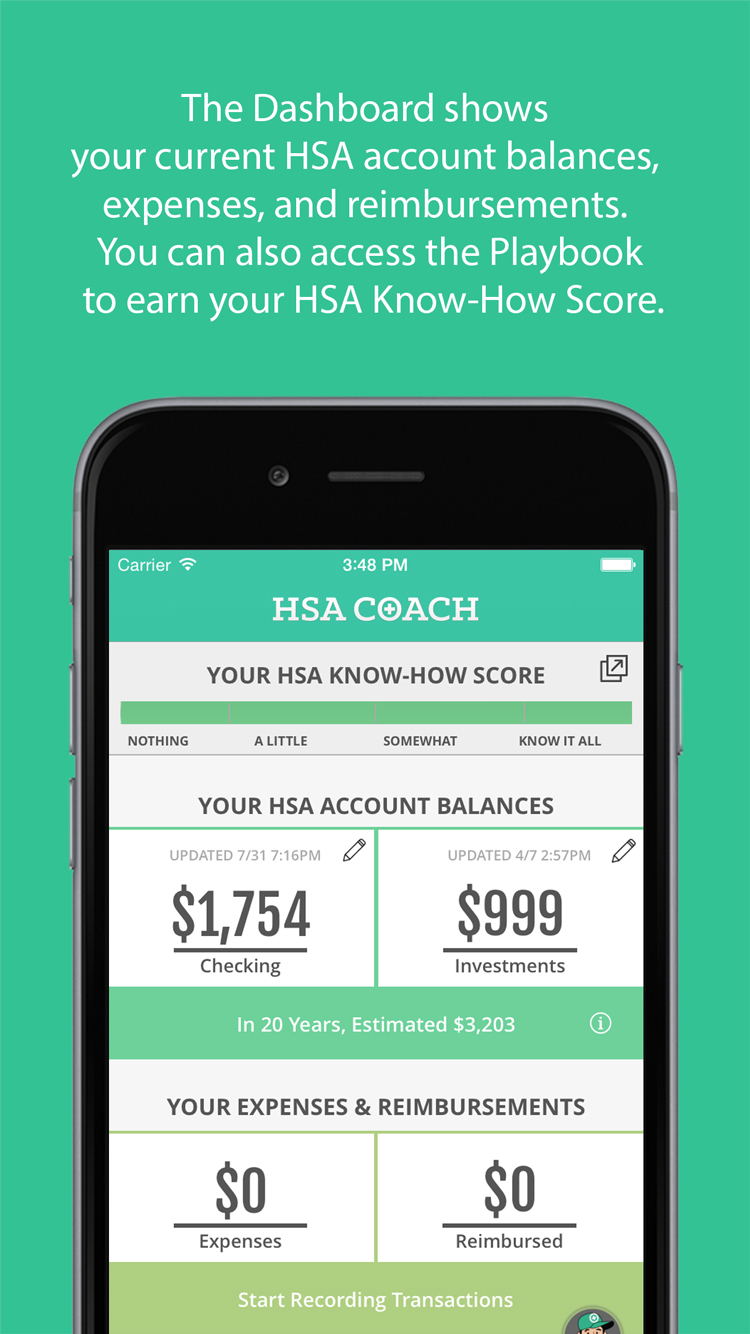 The Dashboard shows
your current HSA account balances,
expenses, and reimbursements.
You can also access the Playbook
to earn your HSA Know-How Score.
Carrier 3:48 PM
HSA COACH
YOUR HSA KNOW-HOW SCORE
NOTHING A LITTLE SOMEWHAT KNOW IT ALL
YOUR HSA ACCOUNT BALANCES
UPDATED 7/31 7:16PM UPDATED 4/7 2:57PM
$1,754 $999
Checking Investments
In 20 Years, Estimated $3,203
YOUR EXPENSES & REIMBURSEMENTS
$0 $0
Expenses Reimbursed
Start Recording Transactions